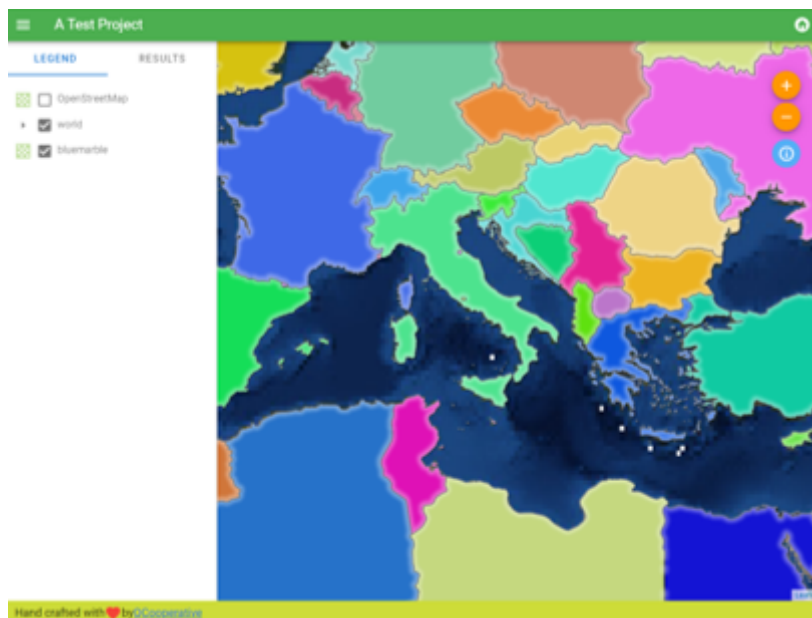 A Test Project
LEGEND RESULTS
OpenStreetMap
world
bluemarble
Hand crafted with❤by QCooperative